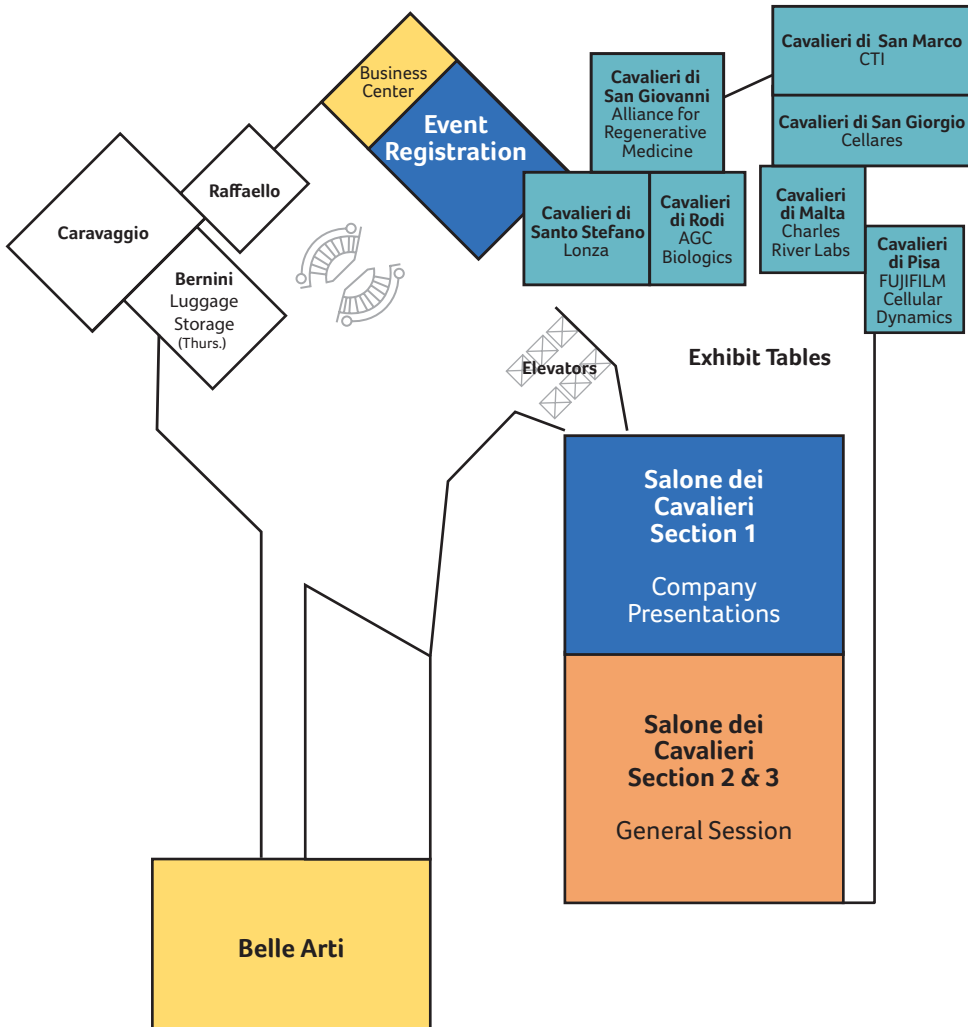 Business
Center
Event
Registration
Cavalieri di
San Giovanni
Alliance for
Regenerative
Medicine
Cavalieri di  San Marco
CTI
Cavalieri di San Giorgio
Cellares
Caravaggio
Raffaello
Bernini
Luggage
Storage
(Thurs.)
Cavalieri di
Santo Stefano
Lonza
Cavalieri
di Rodi
AGC
Biologics
Cavalieri
di Malta
Charles
River Labs
Cavalieri
di Pisa
FUJIFILM
Cellular
Dynamics
Elevators
Exhibit Tables
Salone dei
Cavalieri
Section 1
Company
Presentations
Salone dei
Cavalieri
Section 2 & 3
General Session
Belle Arti